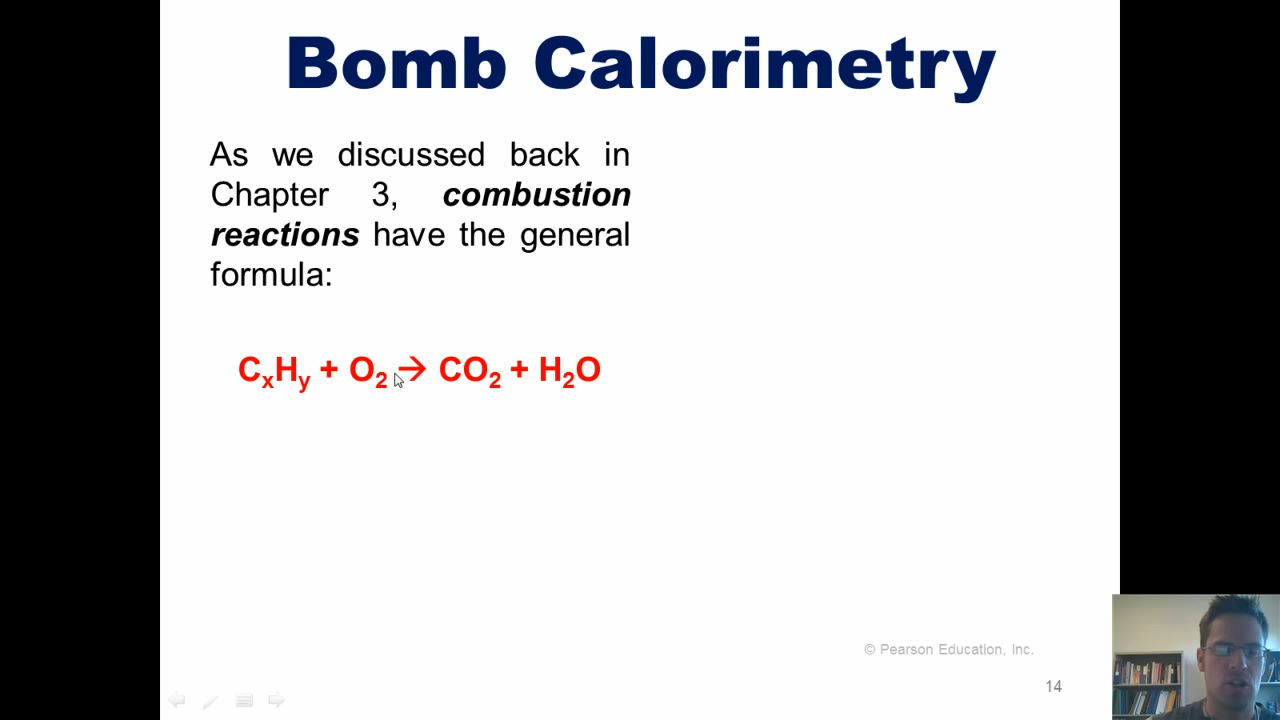 Bomb Calorimetry
As we discussed back in
Chapter 3, combustion
reactions have the general
formula:
CxHy + O2 → CO2 + H2O
© Pearson Education, Inc.
14